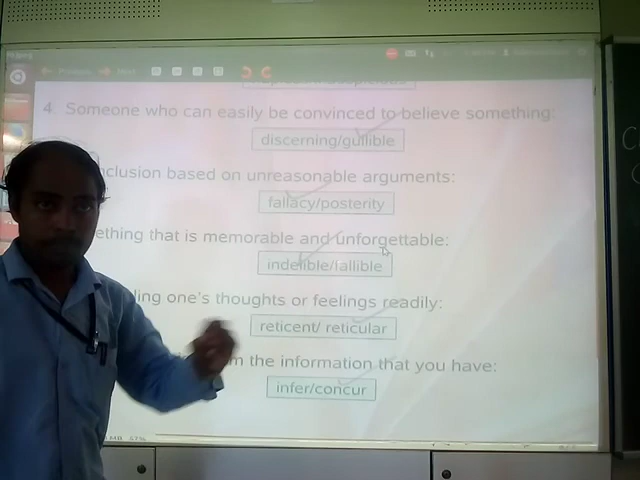 4. Someone who can easily be convinced to believe something:
discerning/gullible
nclusion based on unreasonable arguments:
fallacy/posterity
ething that is memorable and unforgettable:
indelible/fallible
ling one's thoughts or feelings readily:
reticent/ reticular
m the information that you have:
infer/concur
47%